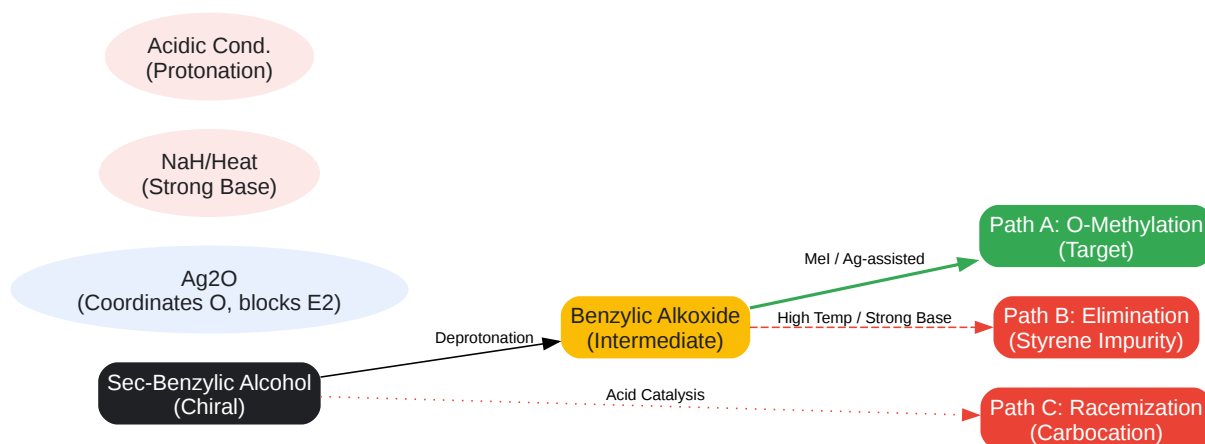 Acidic Cond.
(Protonation)
NaH/Heat
(Strong Base)
Ag2O
(Coordinates O, blocks E2)
Sec-Benzylic Alcohol
(Chiral)
Deprotonation
Acid Catalysis
Benzylic Alkoxide
(Intermediate)
MeI / Ag-assisted
High Temp / Strong Base
Path A: O-Methylation
(Target)
Path B: Elimination
(Styrene Impurity)
Path C: Racemization
(Carbocation)